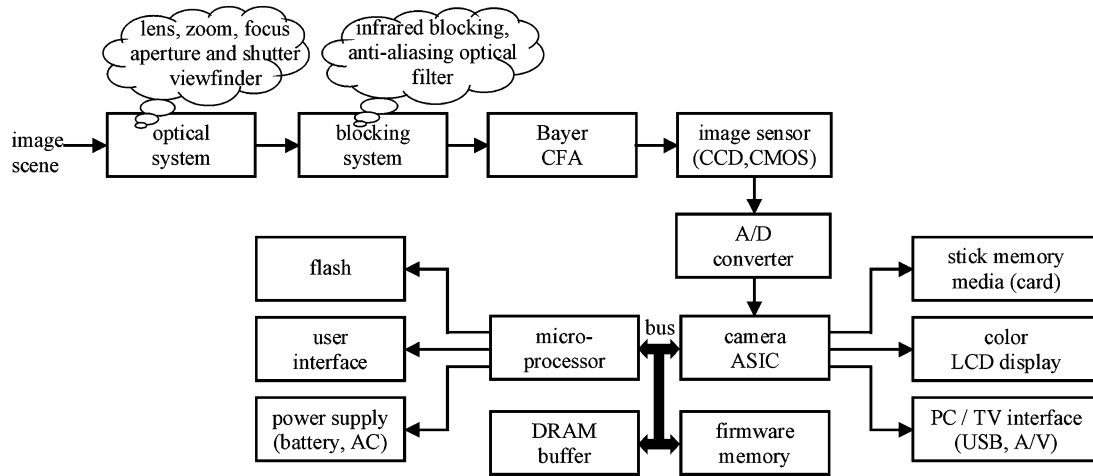 lens, zoom, focus
aperture and shutter
viewfinder
infrared blocking,
anti-aliasing optical
filter
image
scene
optical
system
blocking
system
Bayer
CFA
image sensor
(CCD,CMOS)
A/D
converter
flash
stick memory
media (card)
user
interface
micro-
processor
bus
camera
ASIC
color
LCD display
power supply
(battery, AC)
DRAM
buffer
firmware
memory
PC / TV interface
(USB, A/V)